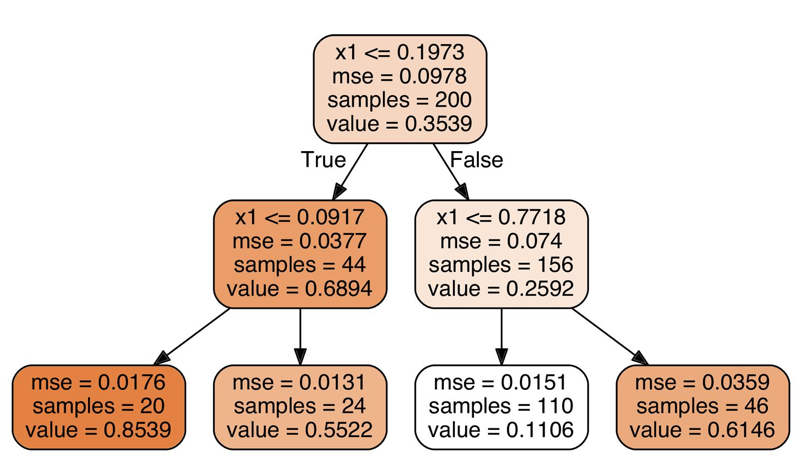 x1 <= 0.1973
mse = 0.0978
samples = 200
value = 0.3539
True
False
x1 <= 0.0917
mse = 0.0377
samples = 44
value = 0.6894
x1 <= 0.7718
mse = 0.074
samples = 156
value = 0.2592
mse = 0.0176
samples = 20
value = 0.8539
mse = 0.0131
samples = 24
value = 0.5522
mse = 0.0151
samples = 110
value = 0.1106
mse = 0.0359
samples = 46
value = 0.6146